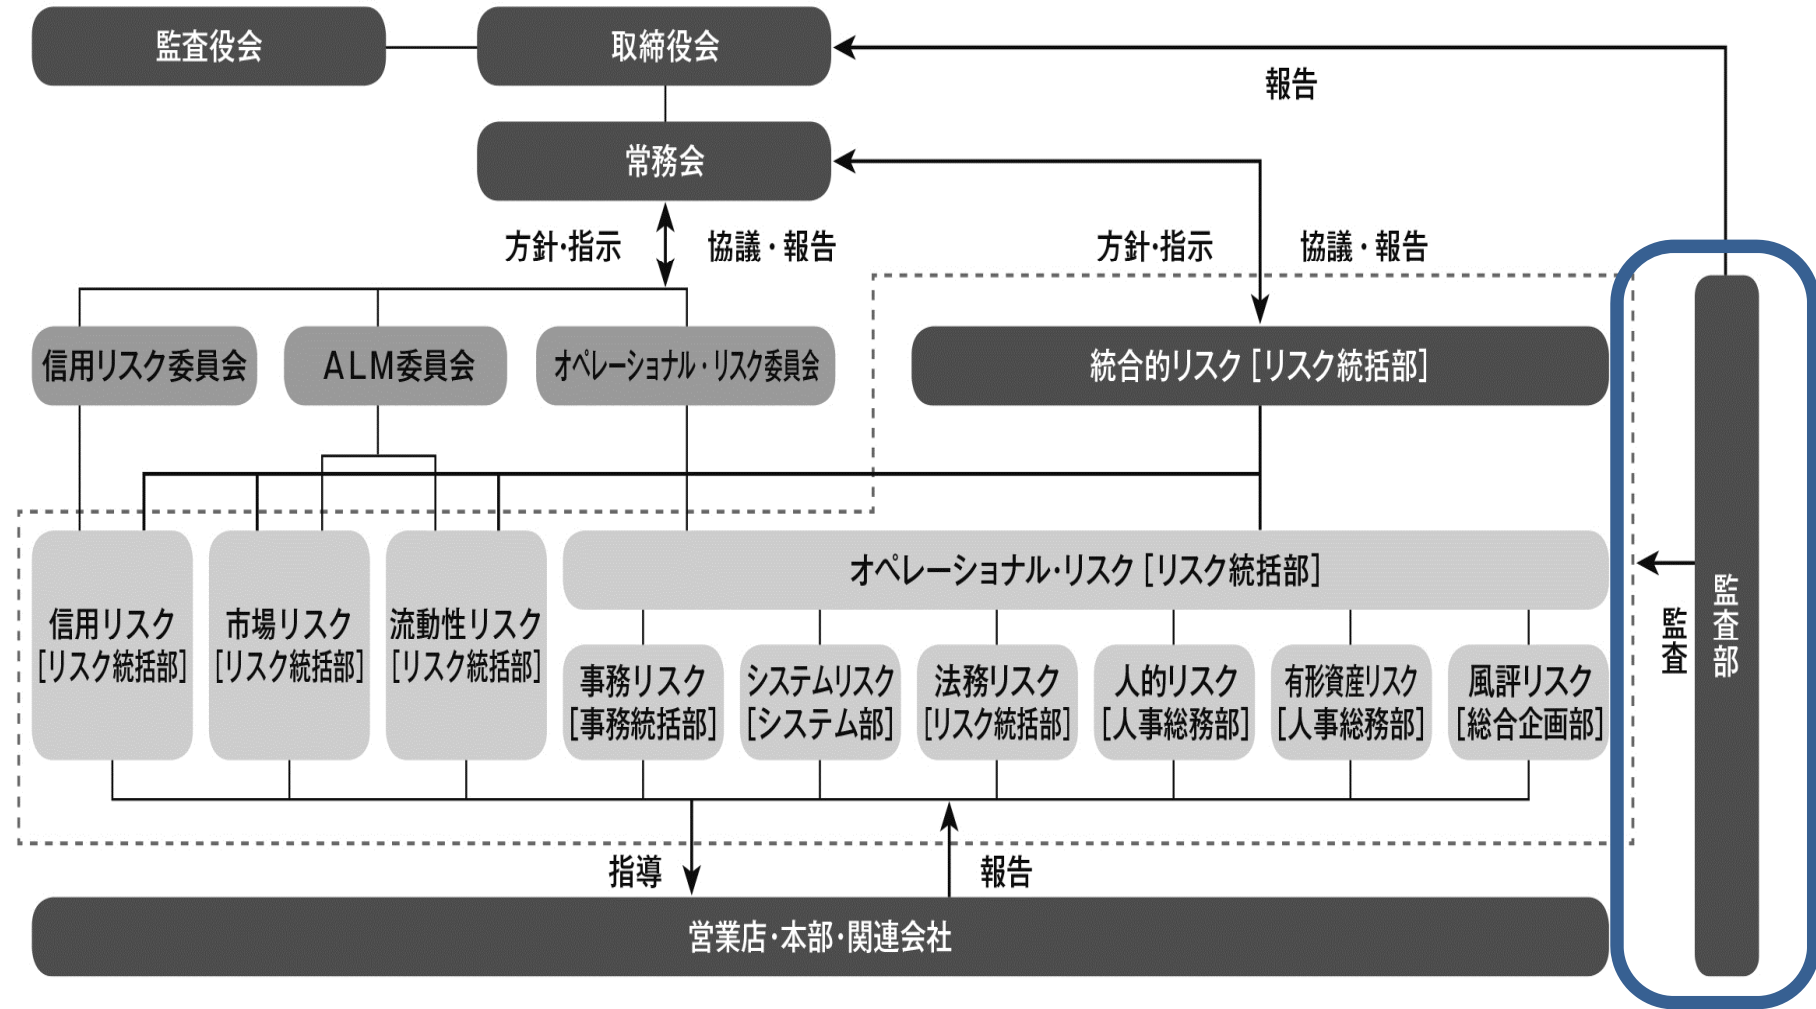 監査役会
取締役会
報告
常務会
方針・指示
協議・報告
方針・指示
協議・報告
信用リスク委員会
ALM委員会
オペレーショナル・リスク委員会
統合的リスク[リスク統括部]
オペレーショナル・リスク[リスク統括部]
信用リスク
[リスク統括部]
市場リスク
[リスク統括部]
流動性リスク
[リスク統括部]
事務リスク
[事務統括部]
システムリスク
[システム部]
法務リスク
[リスク統括部]
人的リスク
[人事総務部]
有形資産リスク
[人事総務部]
風評リスク
[総合企画部]
監査
監査部
指導
報告
営業店・本部・関連会社